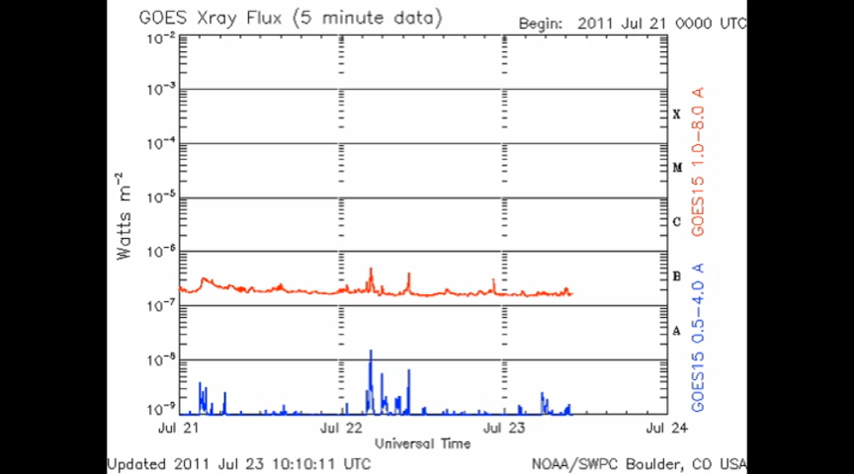 GOES Xray Flux (5 minute data)
Begin: 2011 Jul 21 0000 UTC
10-2
10-3
10-4
10-5
10-6
10-7
10-8
10-9
Watts m-2
X
M
C
B
A
GOES15 1.0-8.0 A
GOES15 0.5-4.0 A
Jul 21
Jul 22
Jul 23
Jul 24
Universal Time
Updated 2011 Jul 23 10:10:11 UTC
NOAA/SWPC Boulder, CO USA